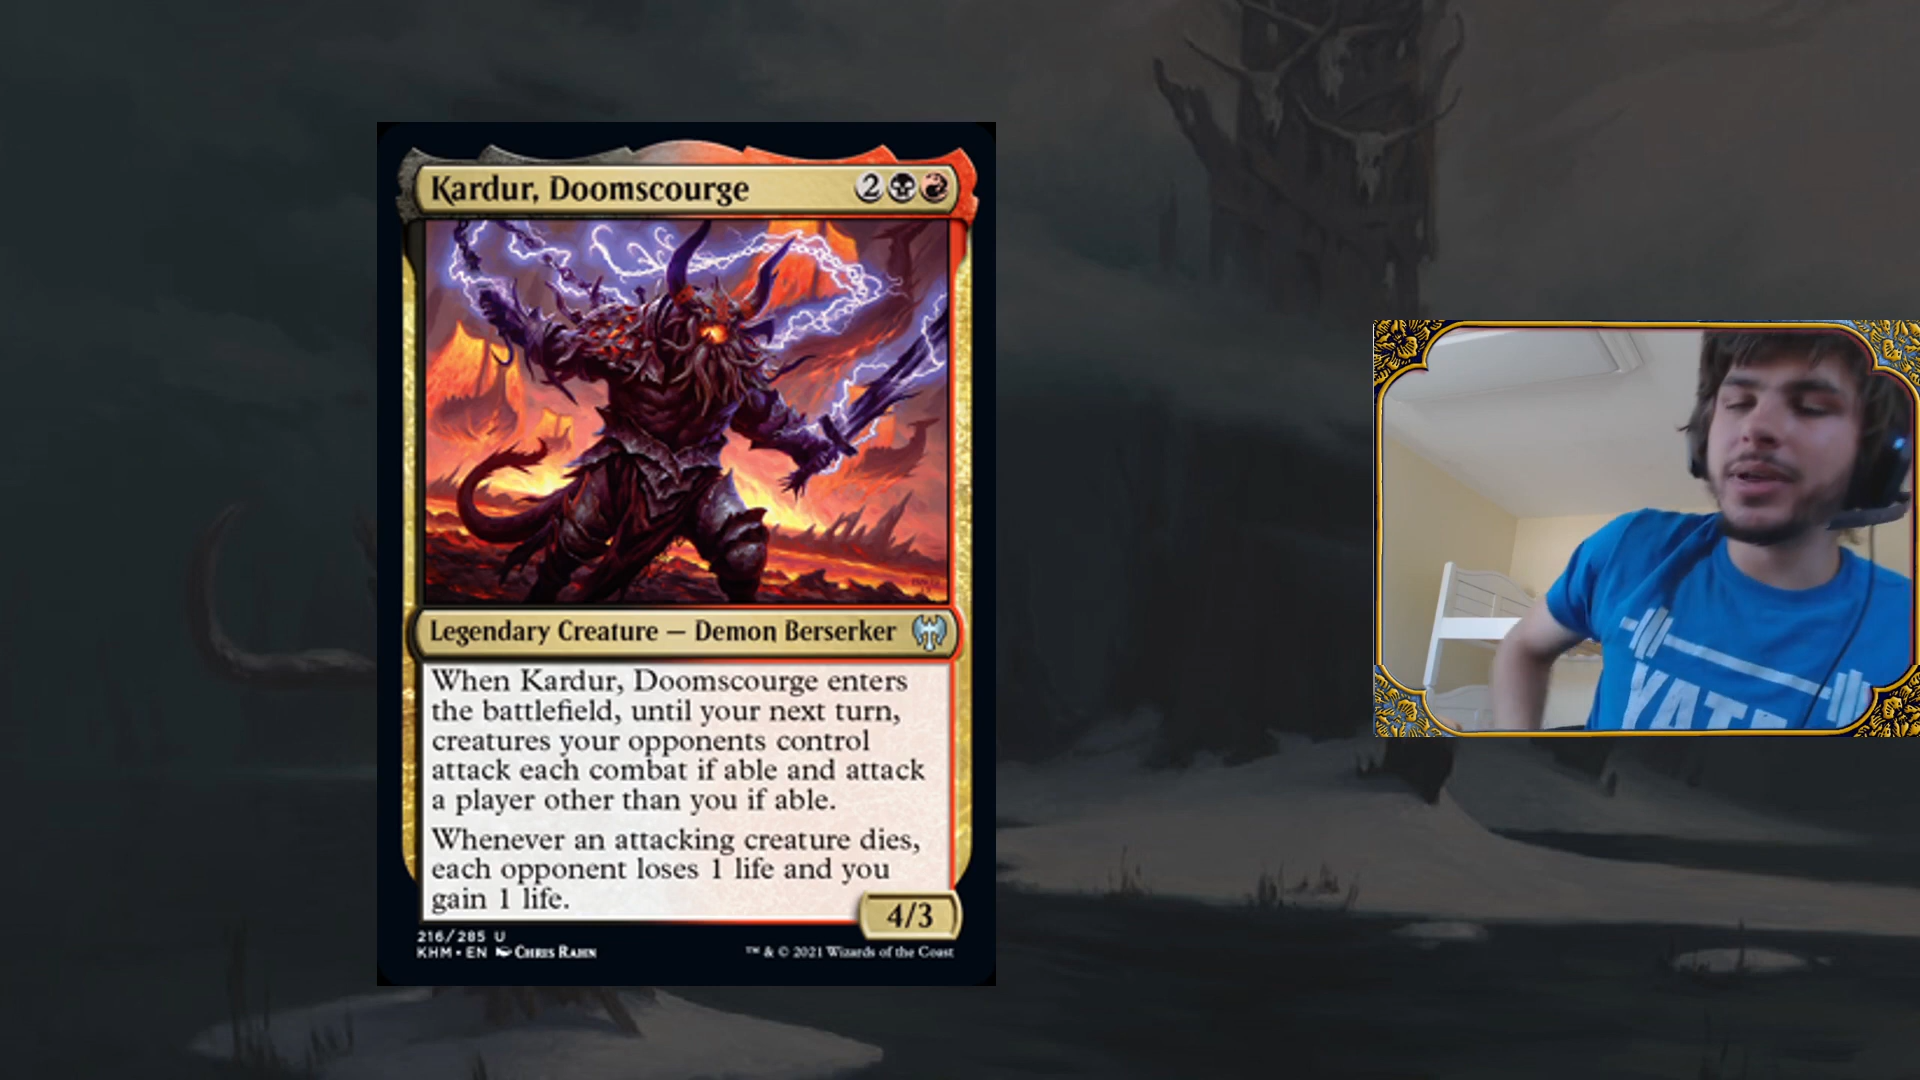 Kardur, Doomscourge 2
Legendary Creature — Demon Berserker
When Kardur, Doomscourge enters
the battlefield, until your next turn,
creatures your opponents control
attack each combat if able and attack
a player other than you if able.
Whenever an attacking creature dies,
each opponent loses 1 life and you
gain 1 life.
4/3
216/285 U
KHM • EN Chris Rahn
™ & © 2021 Wizards of the Coast